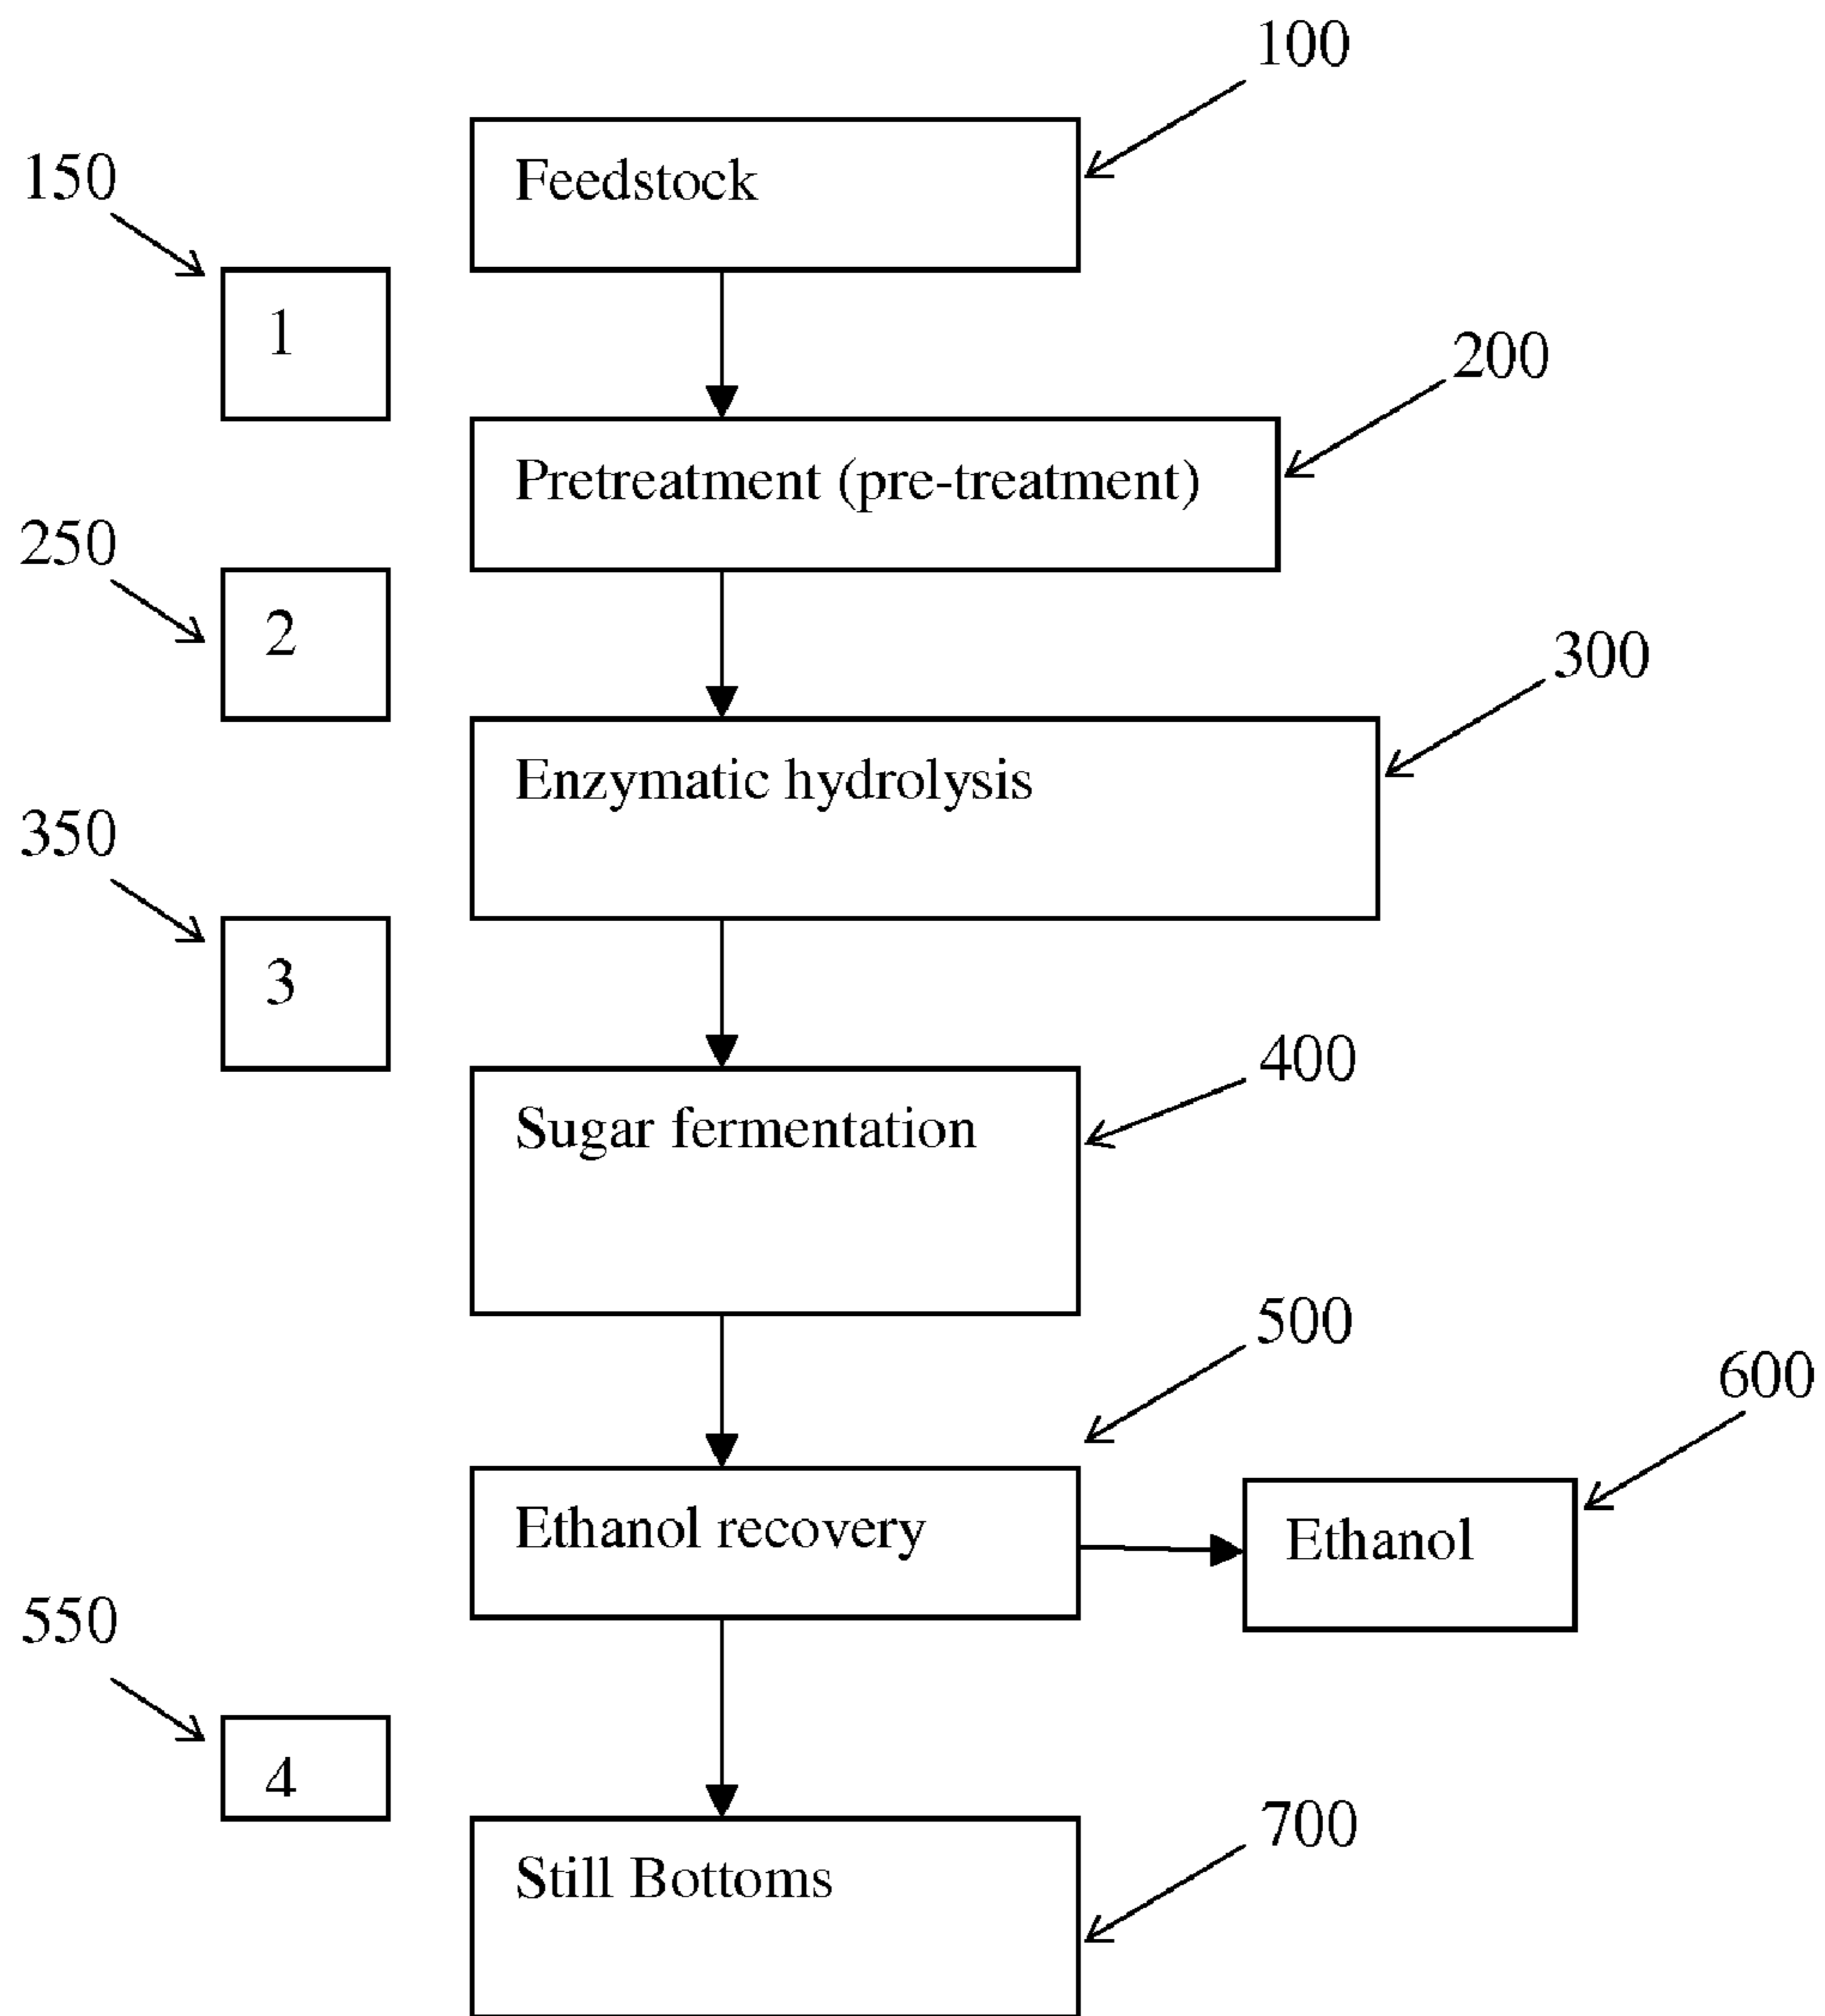 100
Feedstock
150
1
200
Pretreatment (pre-treatment)
250
2
300
Enzymatic hydrolysis
350
3
400
Sugar fermentation
500
600
Ethanol recovery
Ethanol
550
4
700
Still Bottoms